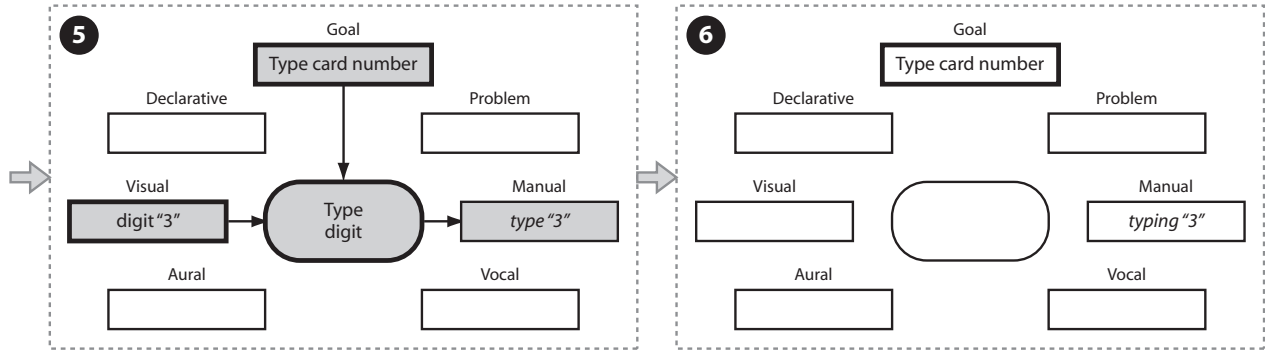 5
Goal
Type card number
Declarative
Problem
Visual
digit “3”
Type
digit
Manual
type “3”
Aural
Vocal
6
Goal
Type card number
Declarative
Problem
Visual
Manual
typing “3”
Aural
Vocal